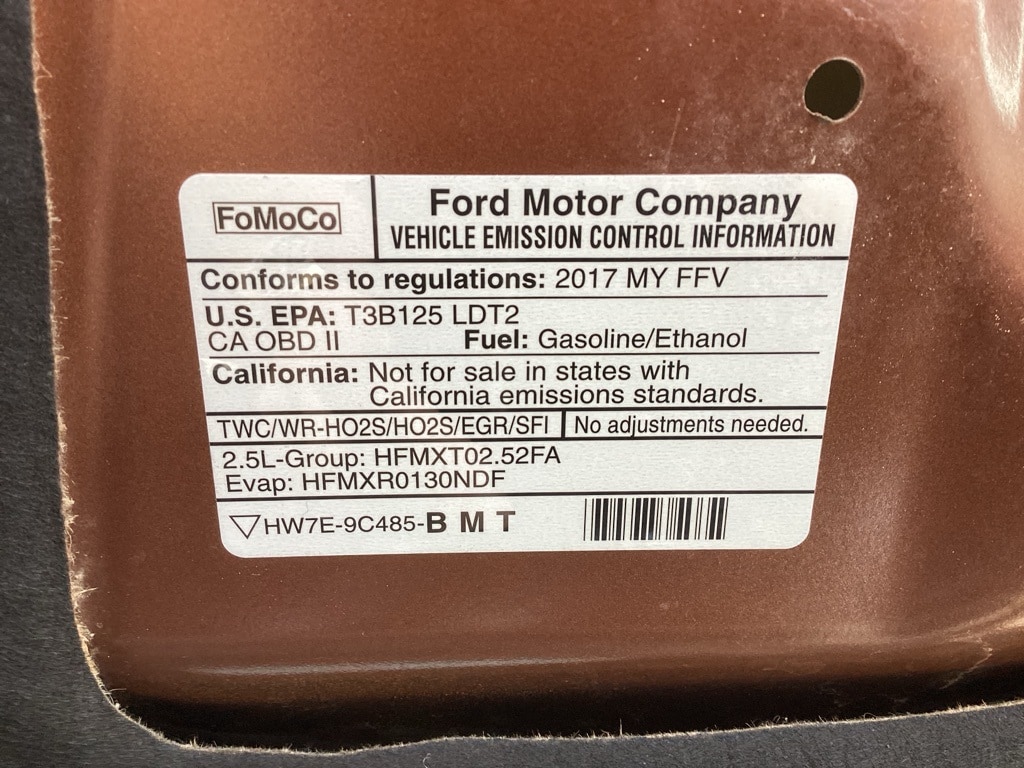 FoMoCo
Ford Motor Company
VEHICLE EMISSION CONTROL INFORMATION
Conforms to regulations: 2017 MY FFV
U.S. EPA: T3B125 LDT2
CA OBD II Fuel: Gasoline/Ethanol
California: Not for sale in states with
California emissions standards.
TWC/WR-HO2S/HO2S/EGR/SFI No adjustments needed.
2.5L-Group: HFMXT02.52FA
Evap: HFMXR0130NDF
HW7E-9C485-B M T